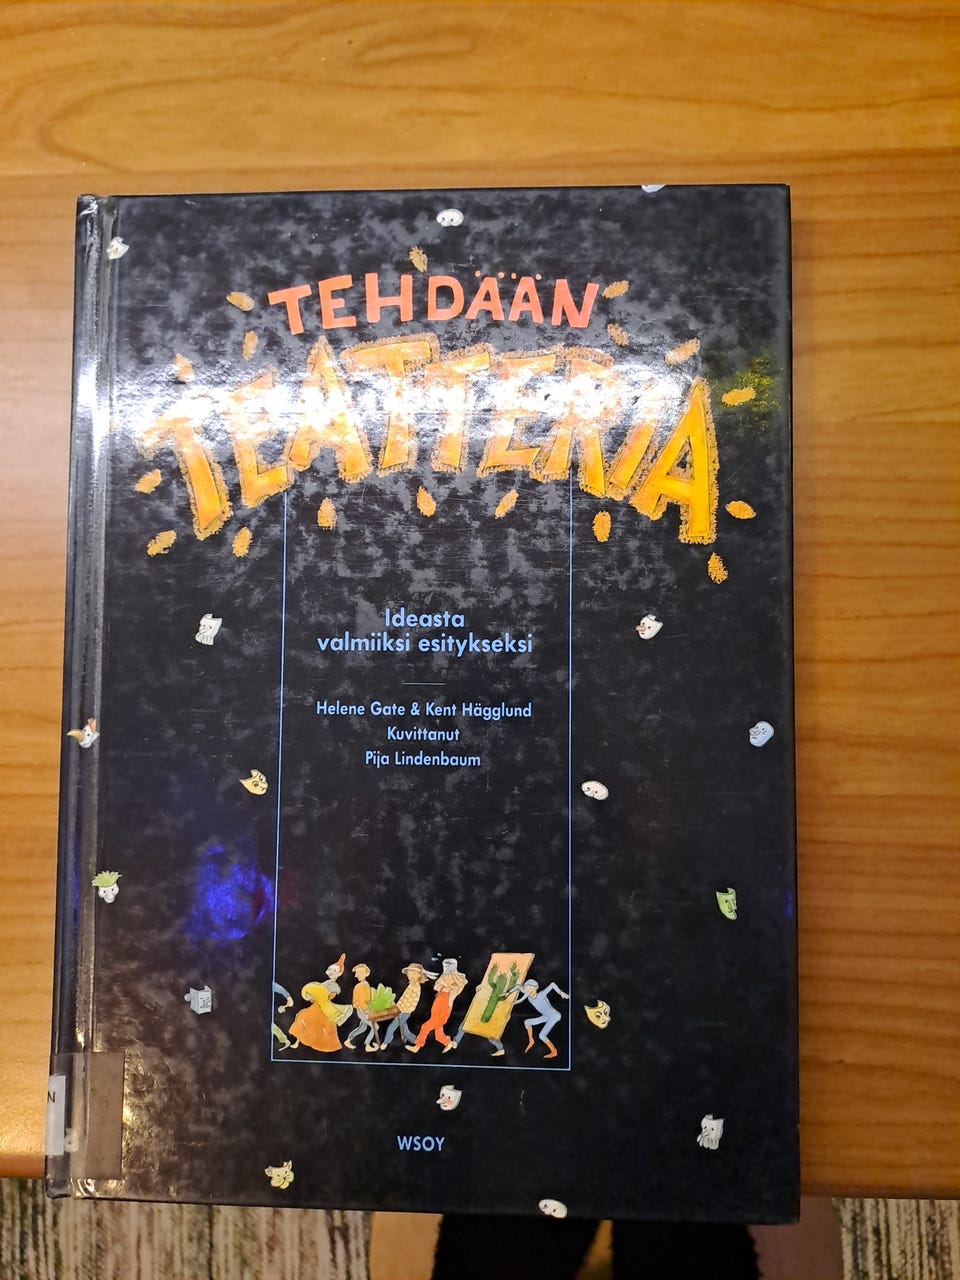 TEHDÄÄN
TEATTERIA
Ideasta
valmiiksi esitykseksi
Helene Gate & Kent Hägglund
Kuvittanut
Pija Lindenbaum
WSOY
N